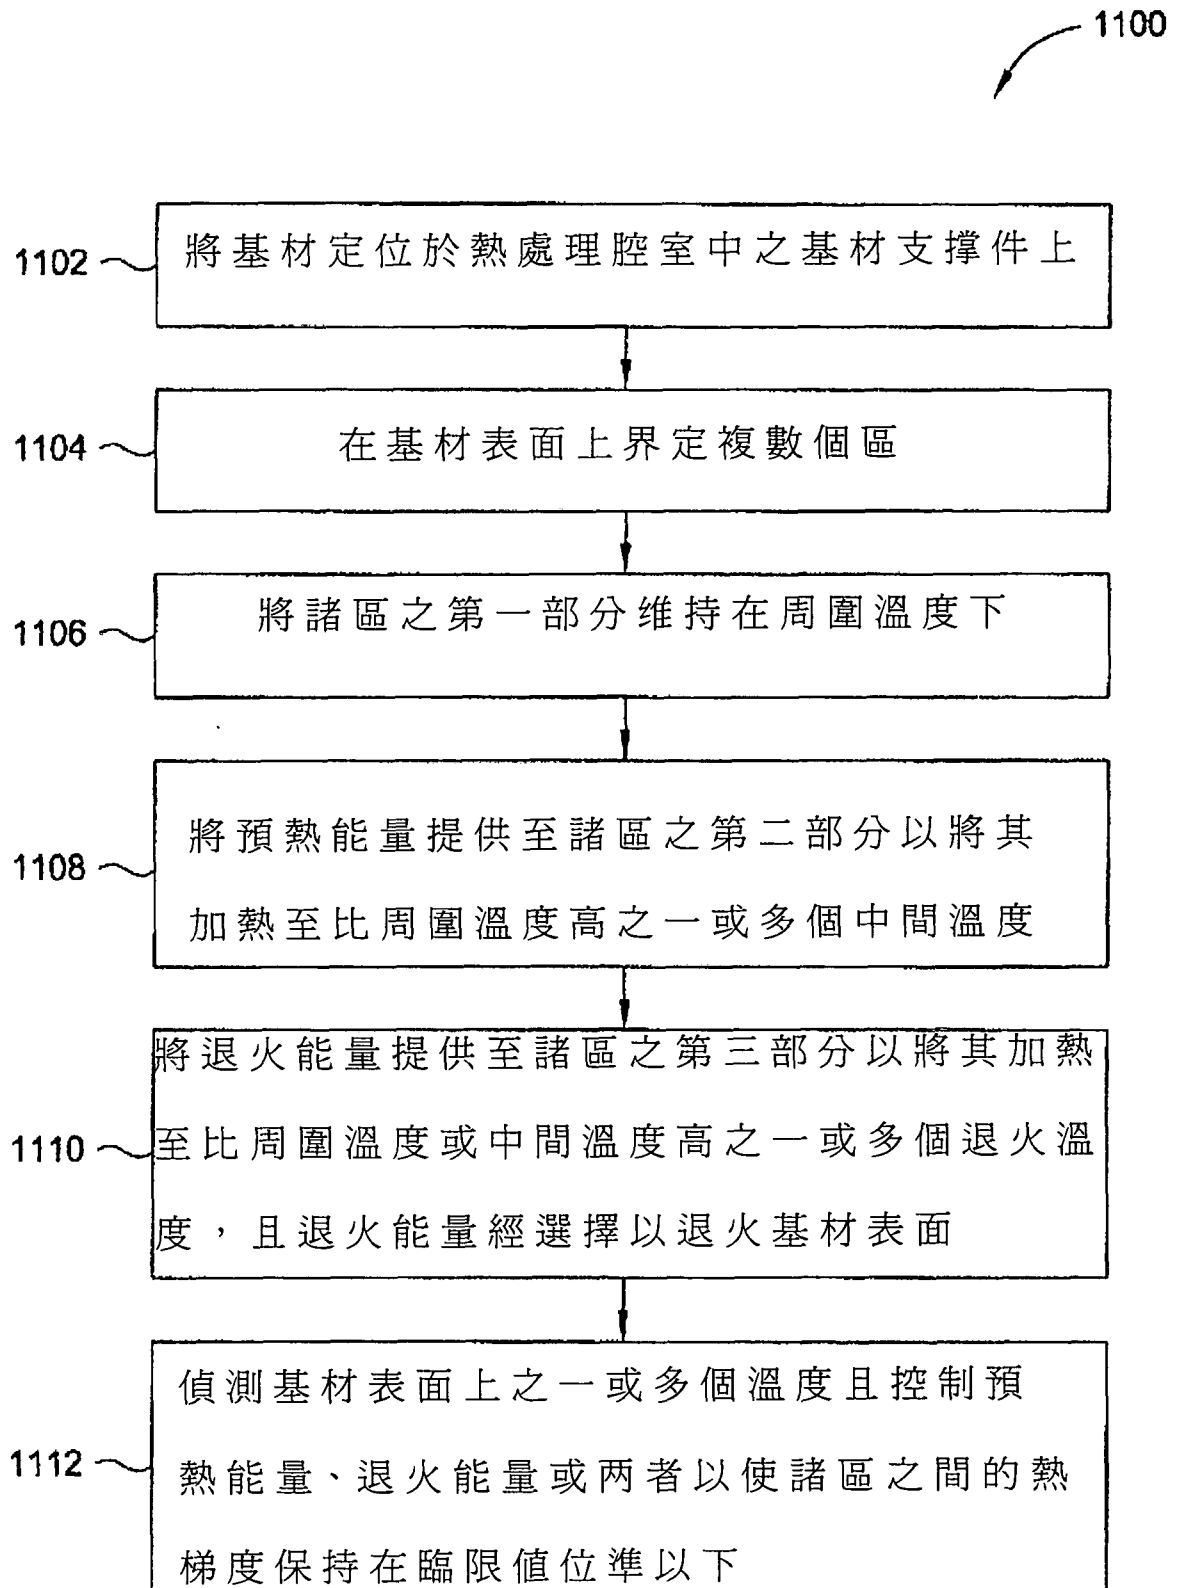 1100
1102
將基材定位於熱處理腔室中之基材支撐件上
1104
在基材表面上界定複數個區
1106
將諸區之第一部分維持在周圍溫度下
1108
將預熱能量提供至諸區之第二部分以將其
加熱至比周圍溫度高之一或多個中間溫度
1110
將退火能量提供至諸區之第三部分以將其加熱
至比周圍溫度或中間溫度高之一或多個退火溫
度，且退火能量經選擇以退火基材表面
1112
偵測基材表面上之一或多個溫度且控制預
熱能量、退火能量或兩者以使諸區之間的熱
梯度保持在臨限值位準以下